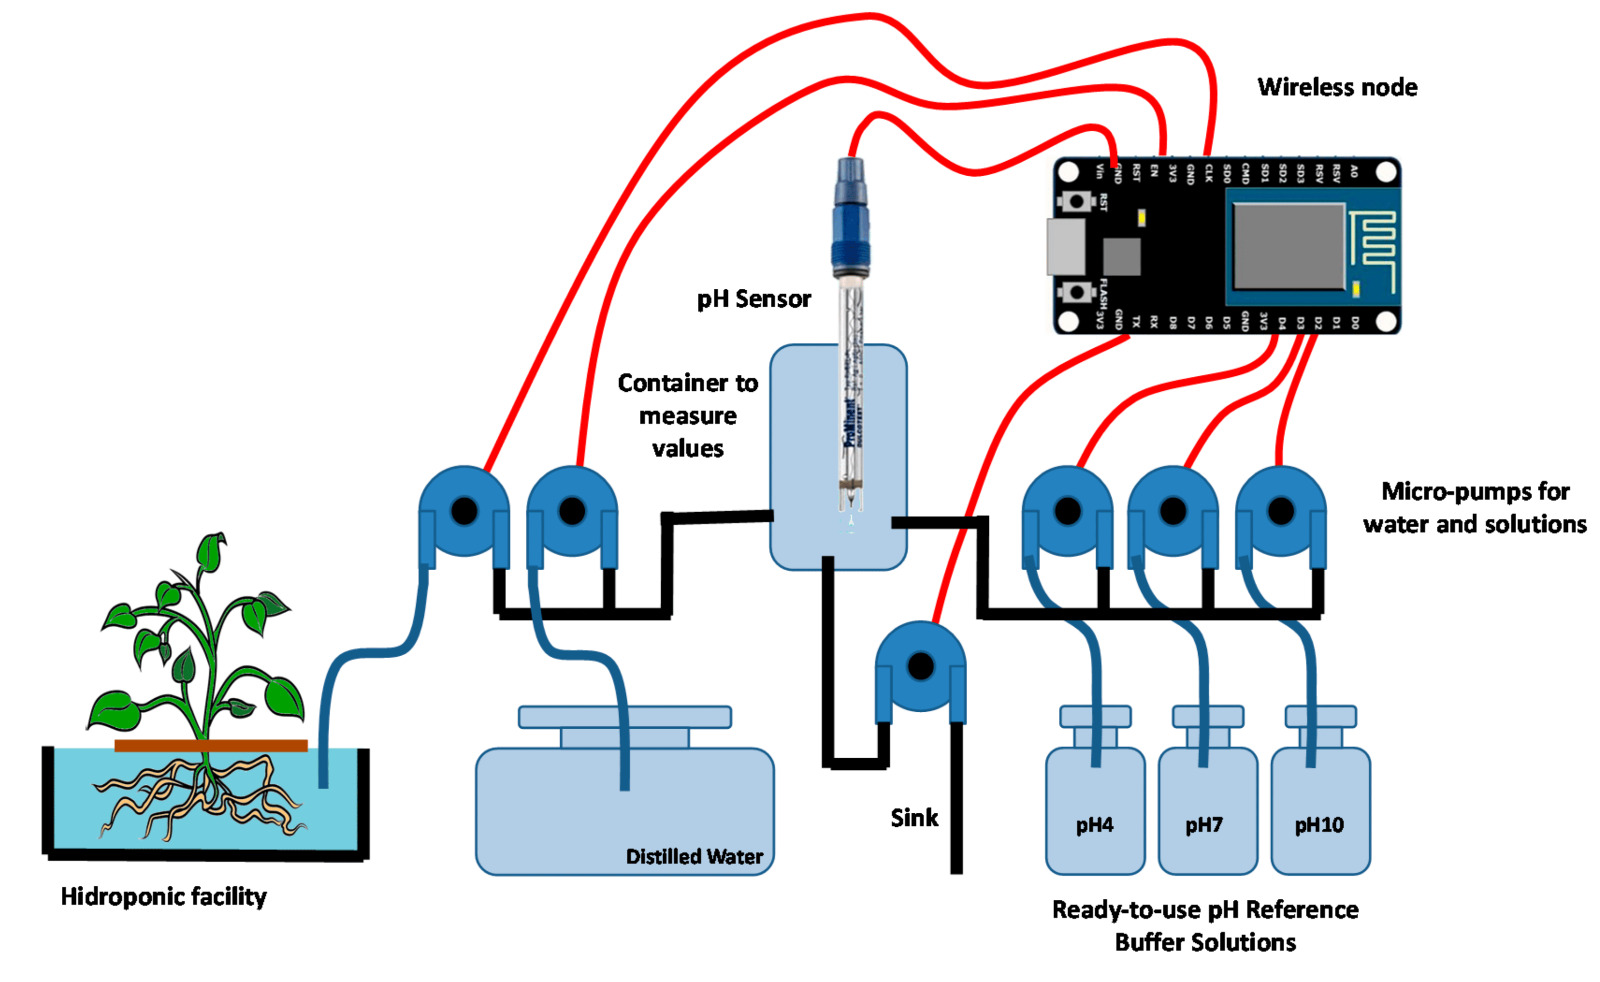 Wireless node
Vin GND RST EN 3V3 GND CLK SD0 CMD SD1 SD2 SD3 RSV RSV A0
RST
FLASH
3V3 GND TX RX D8 D7 D6 D5 GND 3V3 D4 D3 D2 D1 D0
pH Sensor
Container to
measure
values
ProMinent
Micro-pumps for
water and solutions
Sink
pH4
pH7
pH10
Distilled Water
Hidroponic facility
Ready-to-use pH Reference
Buffer Solutions